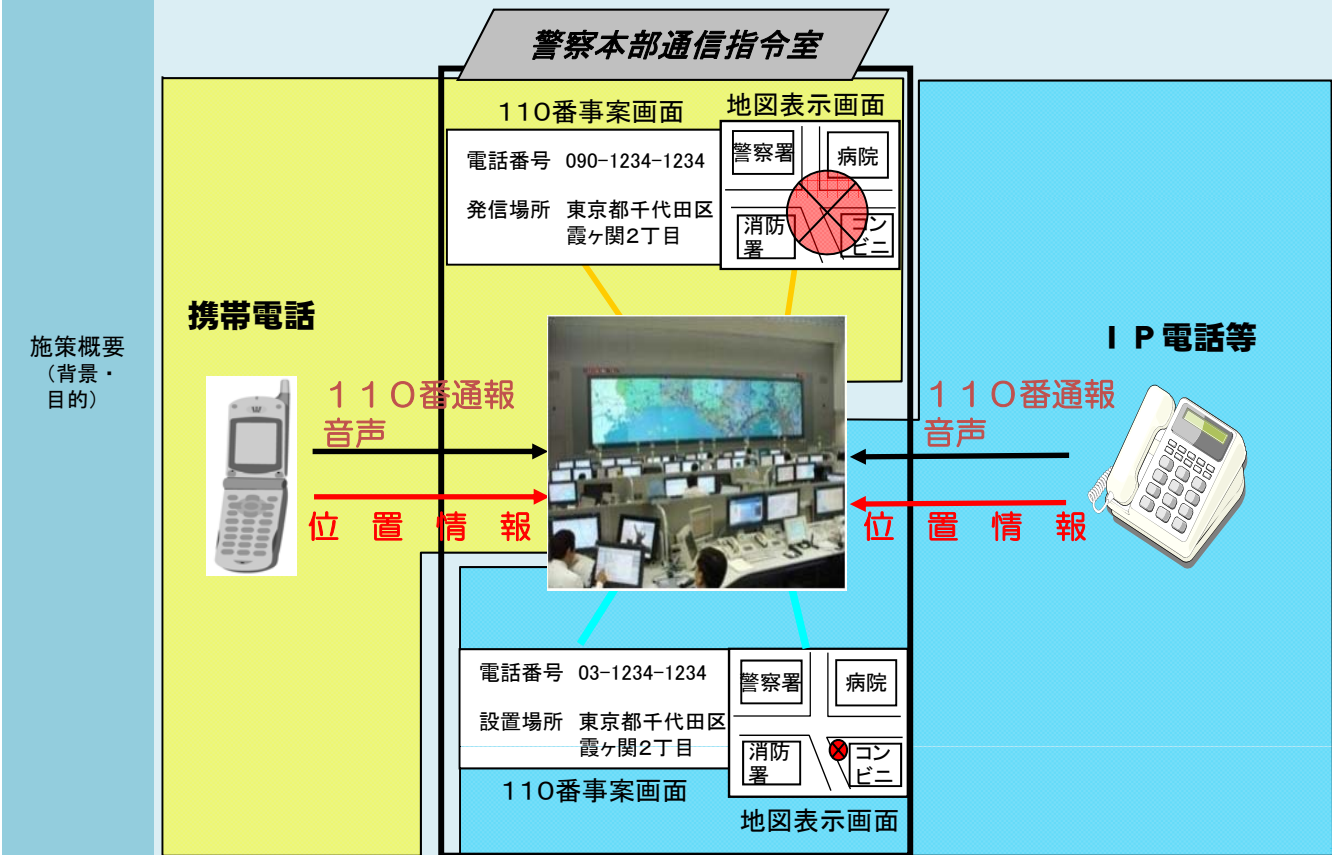 警察本部通信指令室
110番事案画面
地図表示画面
電話番号 090-1234-1234
発信場所 東京都千代田区
霞ヶ関2丁目
警察署
病院
消防
署
コン
ビニ
施策概要
(背景・
目的)
携帯電話
110番通報
音声
位置情報
IP電話等
110番通報
音声
位置情報
電話番号 03-1234-1234
設置場所 東京都千代田区
霞ヶ関2丁目
110番事案画面
警察署
病院
消防
署
コン
ビニ
地図表示画面